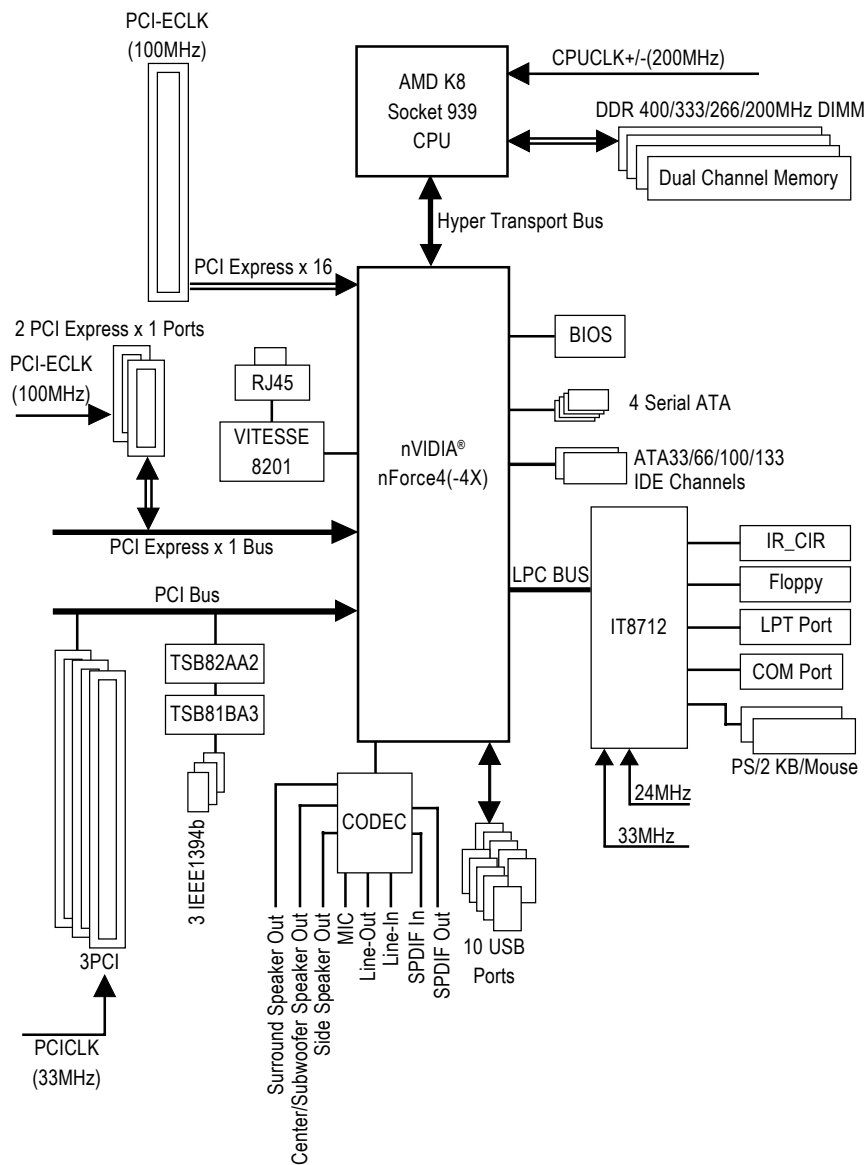 PCI-ECLK
(100MHz)
AMD K8
Socket 939
CPU
CPUCLK+/-(200MHz)
DDR 400/333/266/200MHz DIMM
Dual Channel Memory
Hyper Transport Bus
PCI Express x 16
2 PCI Express x 1 Ports
PCI-ECLK
(100MHz)
RJ45
VITESSE
8201
nVIDIA®
nForce4(-4X)
BIOS
4 Serial ATA
ATA33/66/100/133
IDE Channels
PCI Express x 1 Bus
PCI Bus
LPC BUS
IT8712
IR_CIR
Floppy
LPT Port
COM Port
PS/2 KB/Mouse
24MHz
33MHz
TSB82AA2
TSB81BA3
3 IEEE1394b
CODEC
Surround Speaker Out
Center/Subwoofer Speaker Out
Side Speaker Out
MIC
Line-Out
Line-In
SPDIF In
SPDIF Out
10 USB
Ports
3PCI
PCICLK
(33MHz)